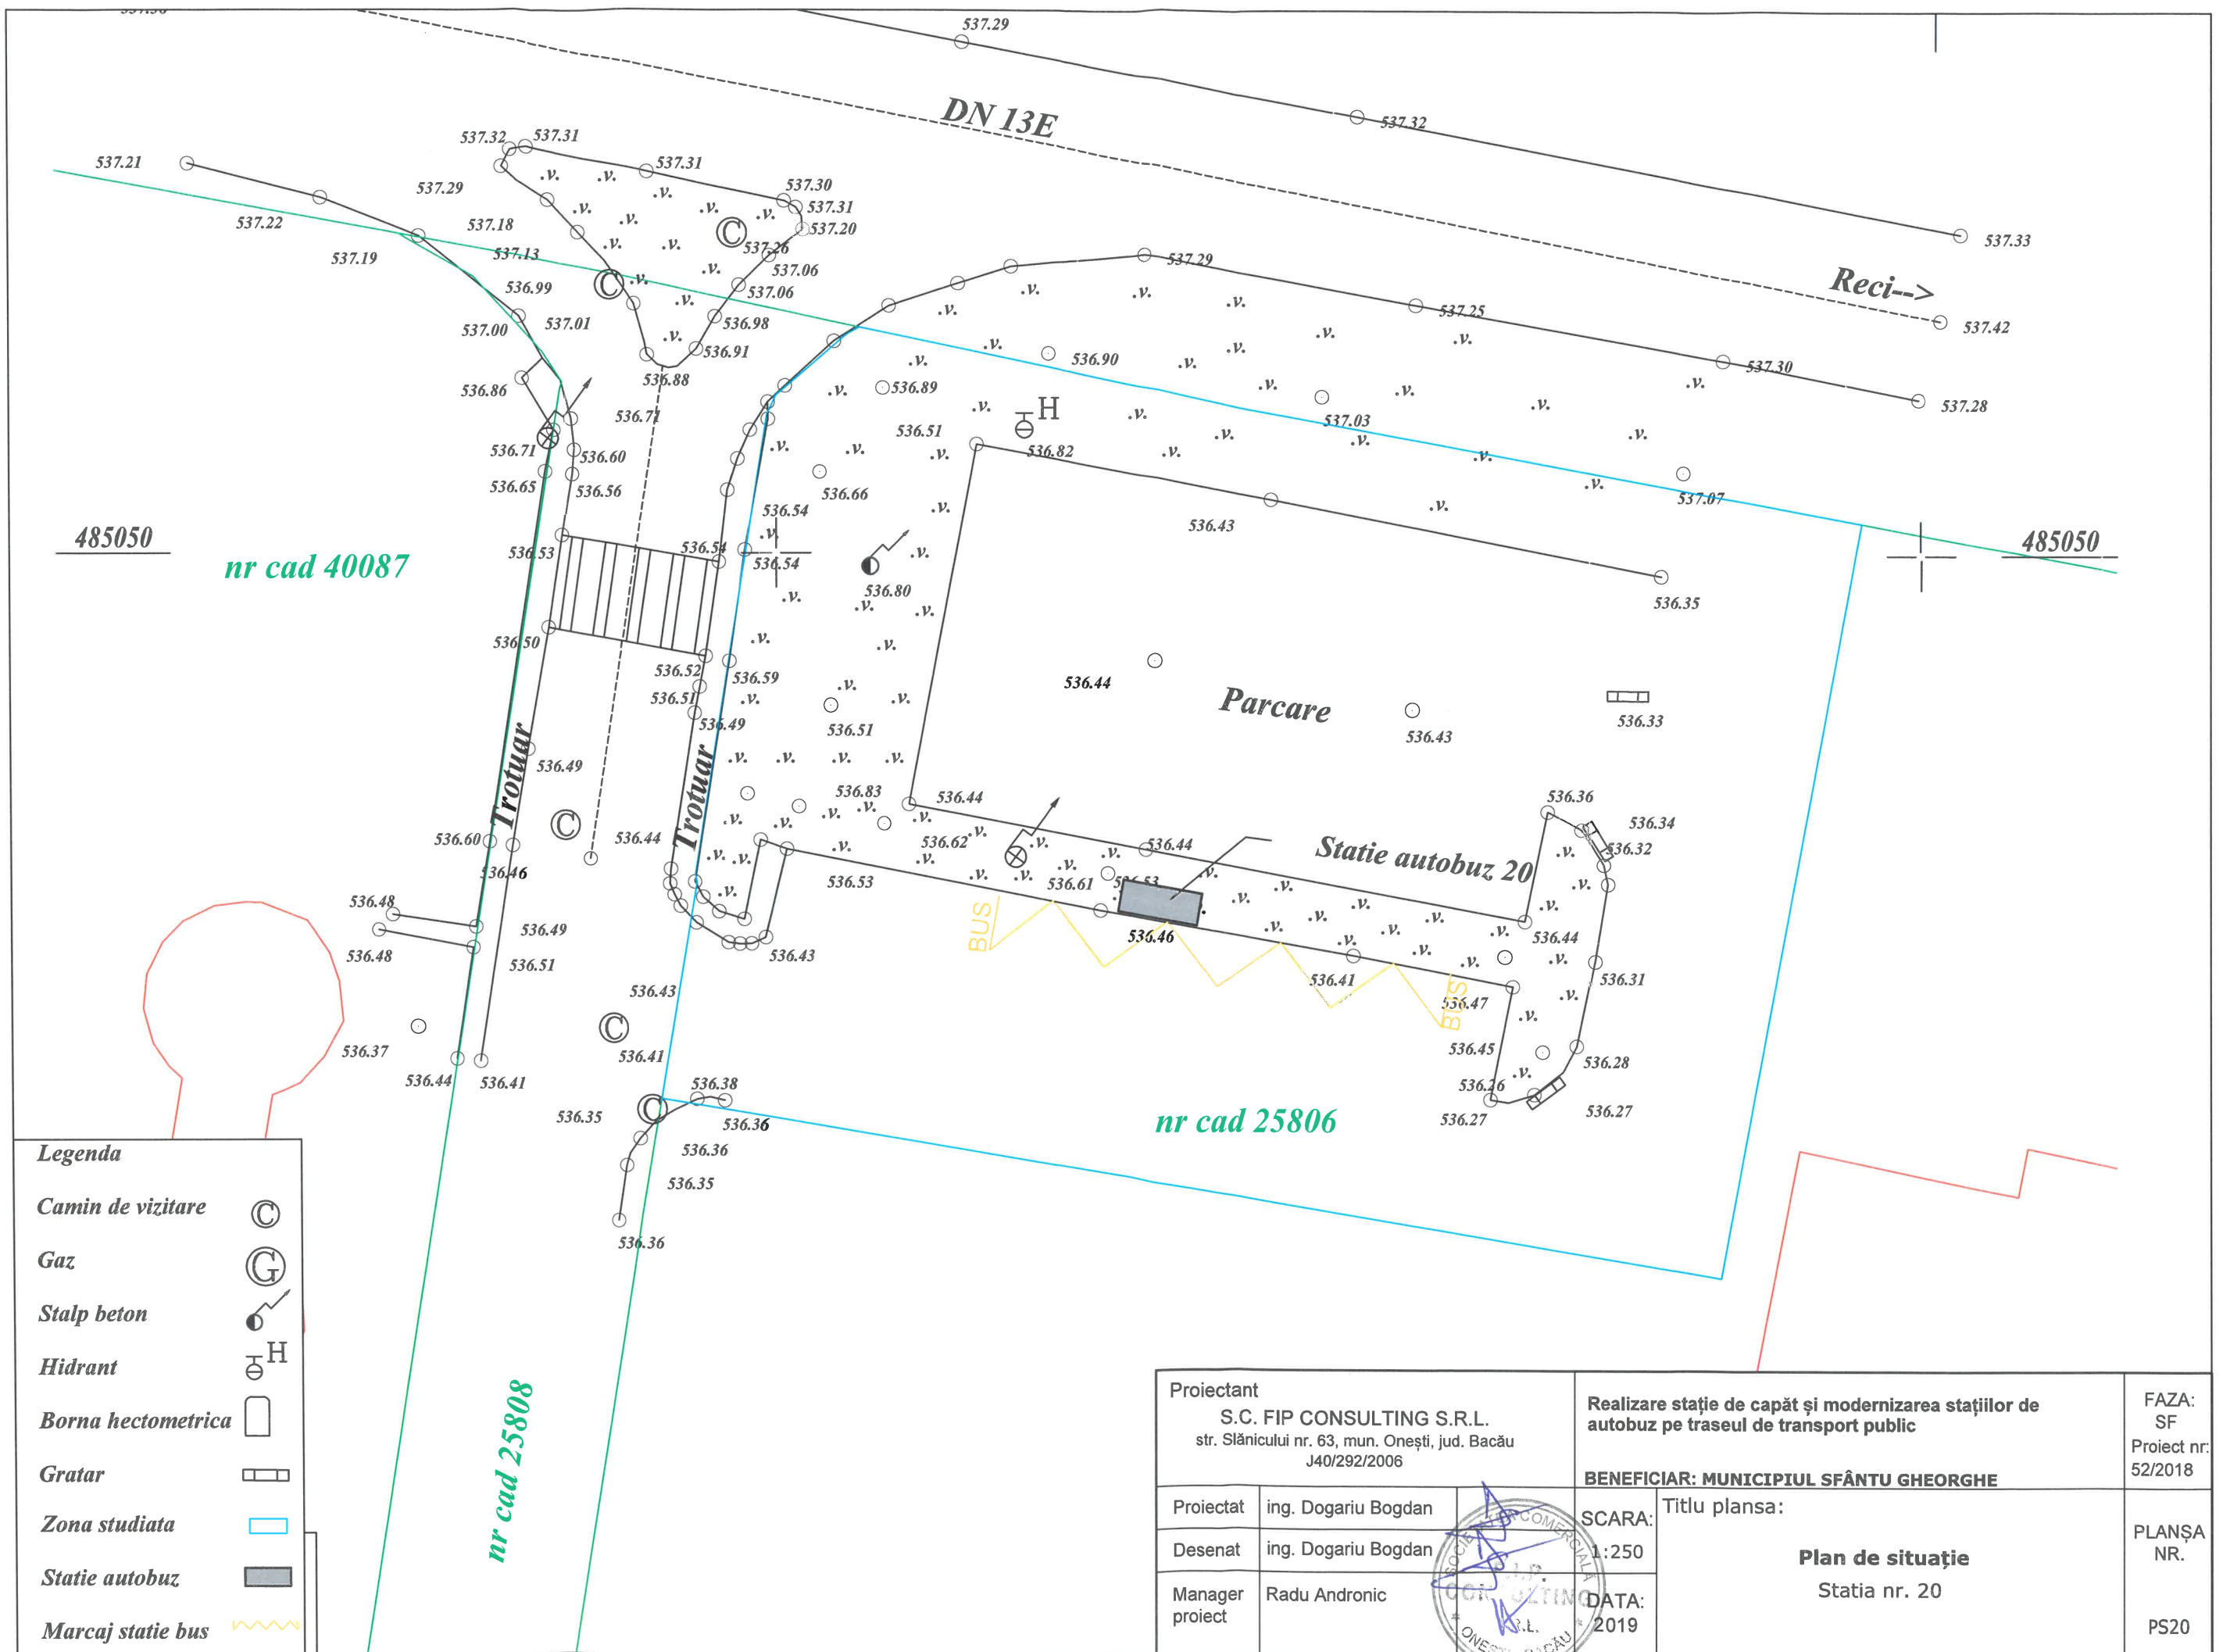 537.29
DN 13E
537.32
537.32
537.31
537.31
537.21
537.29
537.30
537.31
537.20
537.22
537.18
537.26
537.33
537.19
537.13
537.06
537.29
Reci-->
537.06
536.99
537.42
537.00
537.01
536.98
537.25
536.91
536.90
537.30
536.88
536.86
536.89
537.28
536.71
536.51
H
537.03
536.71
536.60
536.82
536.65
536.56
536.66
537.07
536.54
536.43
485050
nr cad 40087
536.53
536.54
536.54
485050
536.80
536.35
536.50
536.52
536.59
536.44
536.51
Parcare
536.49
536.51
536.43
536.33
Trotuar
Trotuar
536.49
C
536.83
536.44
536.36
536.34
536.60
536.44
536.62
536.44
Statie autobuz 20
536.32
536.46
536.53
536.61
536.53
536.48
536.49
BUS
536.46
536.44
536.48
536.51
536.43
536.41
536.31
536.43
536.47
BUS
C
536.37
536.41
536.45
536.28
536.44
536.41
536.38
536.26
536.35
C
536.36
536.27
536.27
nr cad 25806
536.36
536.35
536.36
nr cad 25808
Legenda
Camin de vizitare C
Gaz G
Stalp beton
Hidrant H
Borna hectometrica
Gratar
Zona studiata
Statie autobuz
Marcaj statie bus
Proiectant
S.C. FIP CONSULTING S.R.L.
str. Slănicului nr. 63, mun. Onești, jud. Bacău
J40/292/2006
Realizare stație de capăt și modernizarea stațiilor de
autobuz pe traseul de transport public
BENEFICIAR: MUNICIPIUL SFÂNTU GHEORGHE
FAZA:
SF
Proiect nr:
52/2018
Proiectat ing. Dogariu Bogdan
Desenat ing. Dogariu Bogdan
Manager
proiect
Radu Andronic
SCARA:
1:250
DATA:
2019
Titlu plansa:
Plan de situație
Statia nr. 20
PLANȘA
NR.
PS20